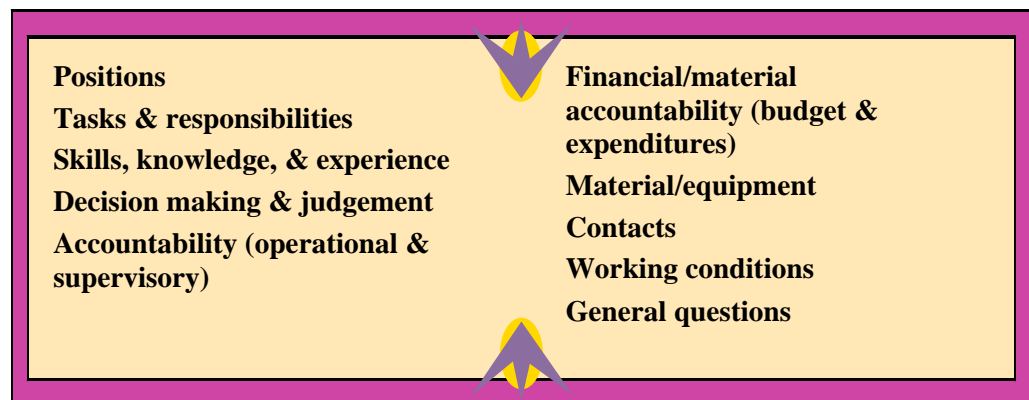 Positions
Tasks & responsibilities
Skills, knowledge, & experience
Decision making & judgement
Accountability (operational &
supervisory)
Financial/material
accountability (budget &
expenditures)
Material/equipment
Contacts
Working conditions
General questions